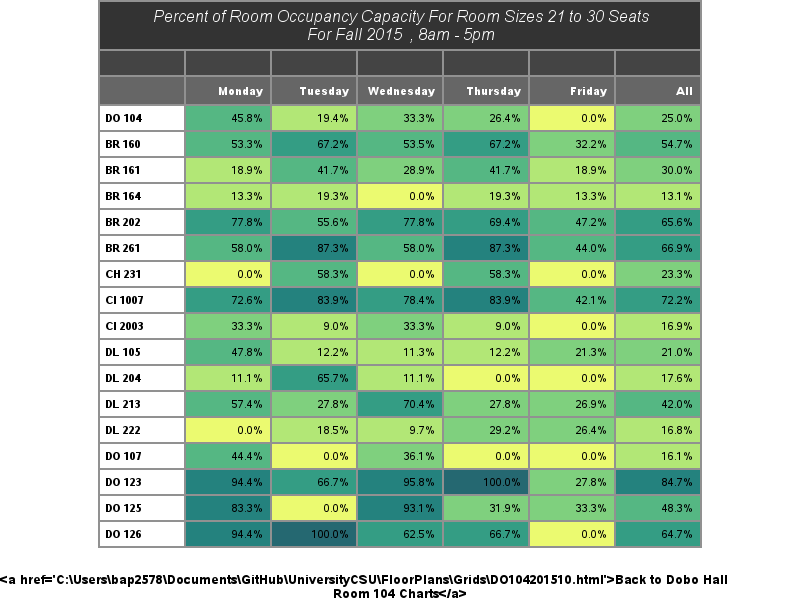 Percent of Room Occupancy Capacity For Room Sizes 21 to 30 Seats
For Fall 2015 , 8am - 5pm
Monday Tuesday Wednesday Thursday Friday All
DO 104 45.8% 19.4% 33.3% 26.4% 0.0% 25.0%
BR 160 53.3% 67.2% 53.5% 67.2% 32.2% 54.7%
BR 161 18.9% 41.7% 28.9% 41.7% 18.9% 30.0%
BR 164 13.3% 19.3% 0.0% 19.3% 13.3% 13.1%
BR 202 77.8% 55.6% 77.8% 69.4% 47.2% 65.6%
BR 261 58.0% 87.3% 58.0% 87.3% 44.0% 66.9%
CH 231 0.0% 58.3% 0.0% 58.3% 0.0% 23.3%
CI 1007 72.6% 83.9% 78.4% 83.9% 42.1% 72.2%
CI 2003 33.3% 9.0% 33.3% 9.0% 0.0% 16.9%
DL 105 47.8% 12.2% 11.3% 12.2% 21.3% 21.0%
DL 204 11.1% 65.7% 11.1% 0.0% 0.0% 17.6%
DL 213 57.4% 27.8% 70.4% 27.8% 26.9% 42.0%
DL 222 0.0% 18.5% 9.7% 29.2% 26.4% 16.8%
DO 107 44.4% 0.0% 36.1% 0.0% 0.0% 16.1%
DO 123 94.4% 66.7% 95.8% 100.0% 27.8% 84.7%
DO 125 83.3% 0.0% 93.1% 31.9% 33.3% 48.3%
DO 126 94.4% 100.0% 62.5% 66.7% 0.0% 64.7%
<a href='C:\Users\bap2578\Documents\GitHub\UniversityCSU\FloorPlans\Grids\DO104201510.html'>Back to Dobo Hall
Room 104 Charts</a>